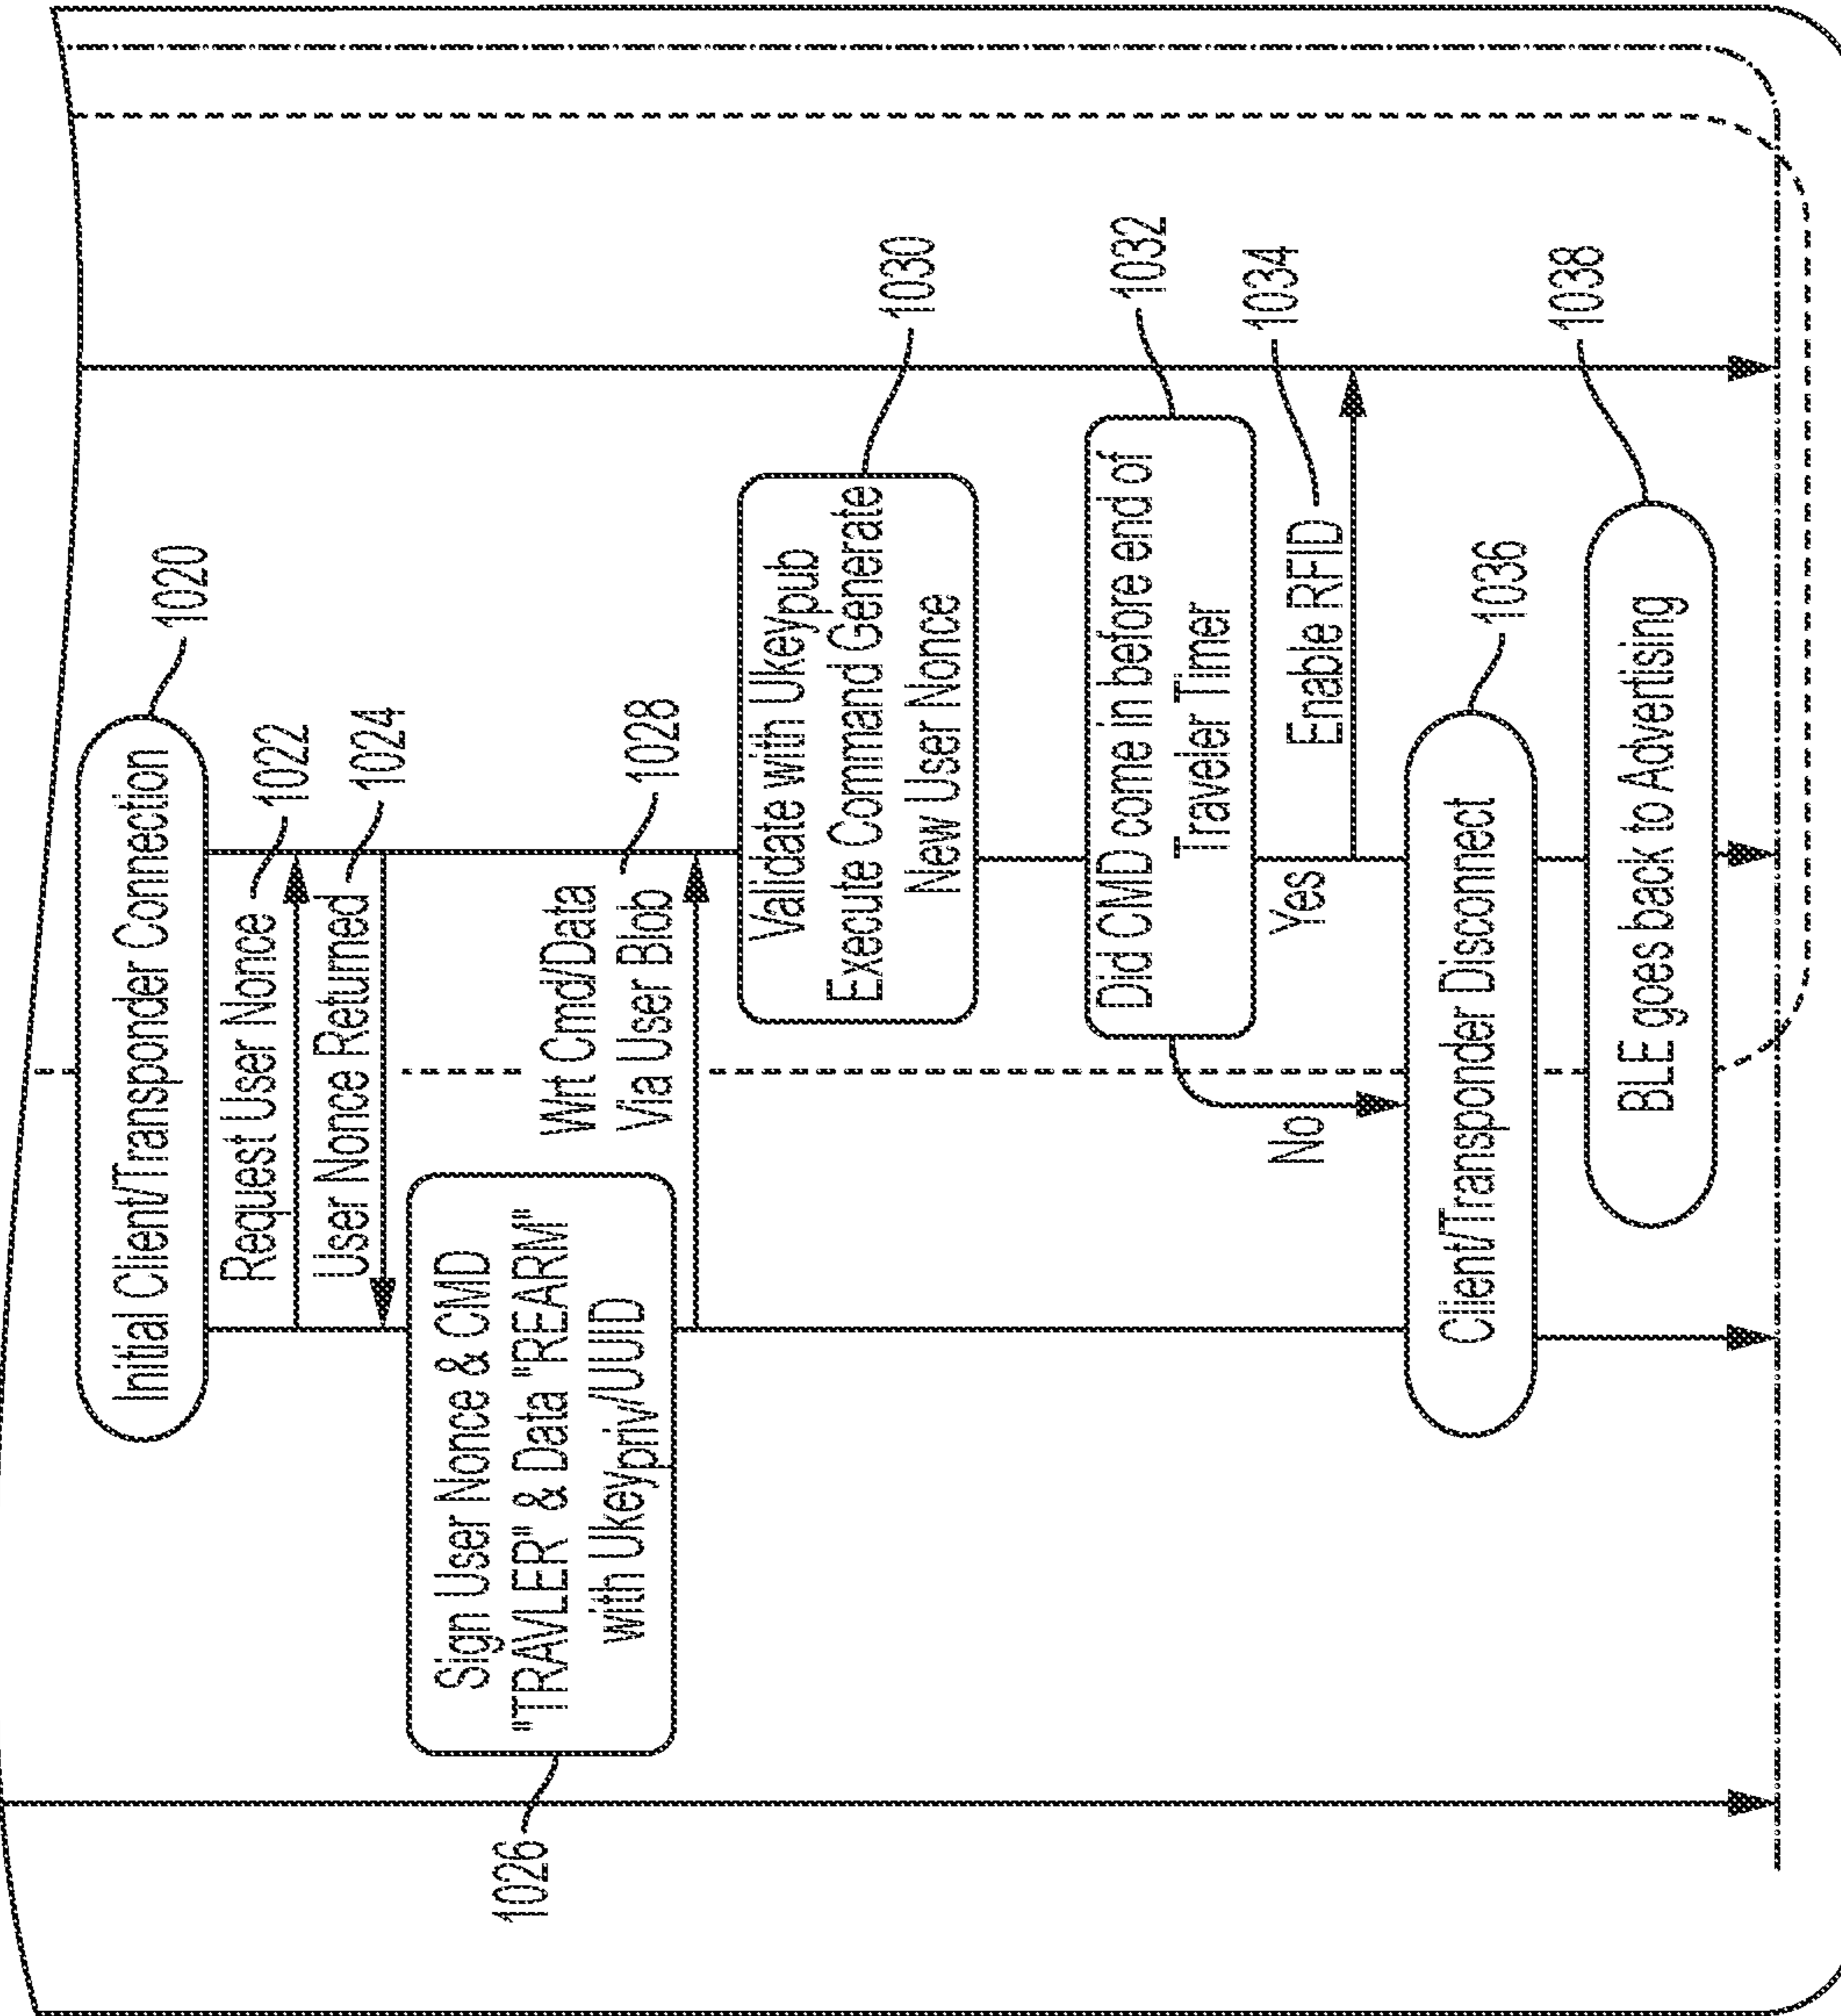 Initial Client/Transponder Connection
1020
Request User Nonce
1022
User Nonce Returned
1024
Sign User Nonce & CMD
"TRAVLER" & Data "REARM"
with Ukeypriv/UUID
1026
Wrt Cmd/Data
Via User Blob
1028
Validate with Ukeypub
Execute Command Generate
New User Nonce
1030
Did CMD come in before end of
Traveler Timer
1032
No
Yes
Enable RFID
1034
Client/Transponder Disconnect
1036
BLE goes back to Advertising
1038